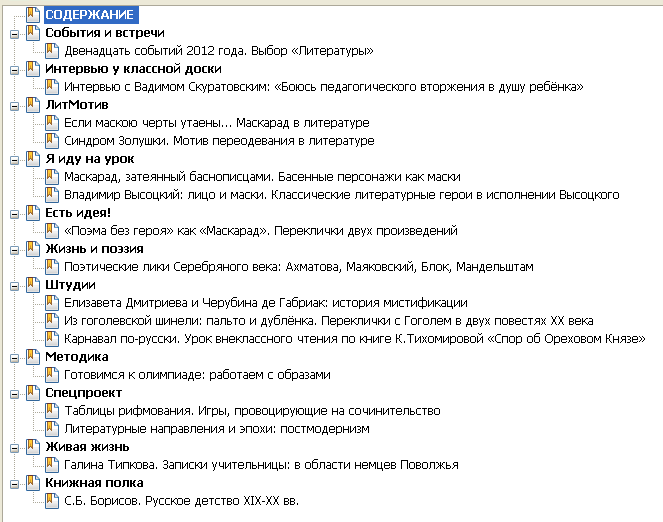 СОДЕРЖАНИЕ
События и встречи
Двенадцать событий 2012 года. Выбор «Литературы»
Интервью у классной доски
Интервью с Вадимом Скуратовским: «Боюсь педагогического вторжения в душу ребёнка»
ЛитМотив
Если маскою черты утаены... Маскарад в литературе
Синдром Золушки. Мотив переодевания в литературе
Я иду на урок
Маскарад, затеянный баснописцами. Басенные персонажи как маски
Владимир Высоцкий: лицо и маски. Классические литературные герои в исполнении Высоцкого
Есть идея!
«Поэма без героя» как «Маскарад». Переклички двух произведений
Жизнь и поэзия
Поэтические лики Серебряного века: Ахматова, Маяковский, Блок, Мандельштам
Штудии
Елизавета Дмитриева и Черубина де Габриак: история мистификации
Из гоголевской шинели: пальто и дублёнка. Переклички с Гоголем в двух повестях XX века
Карнавал по-русски. Урок внеклассного чтения по книге К.Тихомировой «Спор об Ореховом Князе»
Методика
Готовимся к олимпиаде: работаем с образами
Спецпроект
Таблицы рифмования. Игры, провоцирующие на сочинительство
Литературные направления и эпохи: постмодернизм
Живая жизнь
Галина Типкова. Записки учительницы: в области немцев Поволжья
Книжная полка
С.Б. Борисов. Русское детство XIX-XX вв.